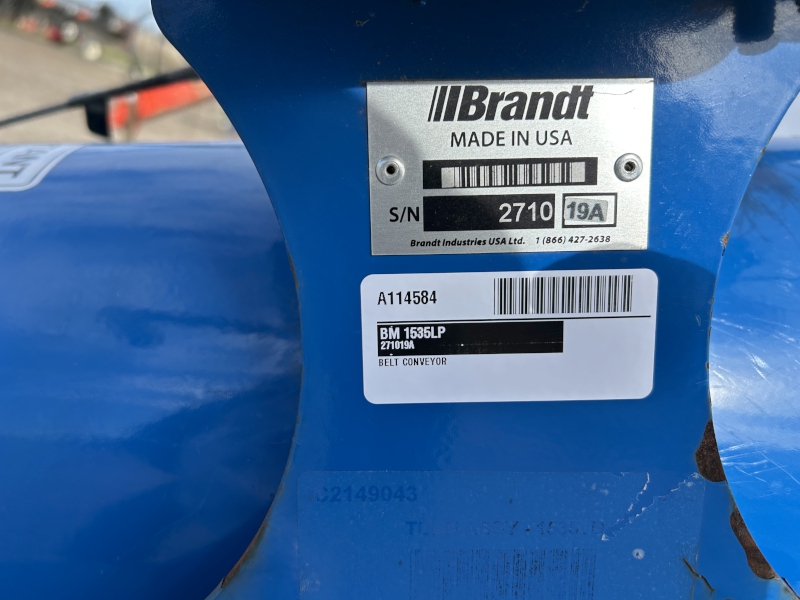 Brandt
MADE IN USA
S/N 2710 19A
Brandt Industries USA Ltd. 1 (866) 427-2638
A114584
BM 1535LP
271019A
BELT CONVEYOR
C2149043